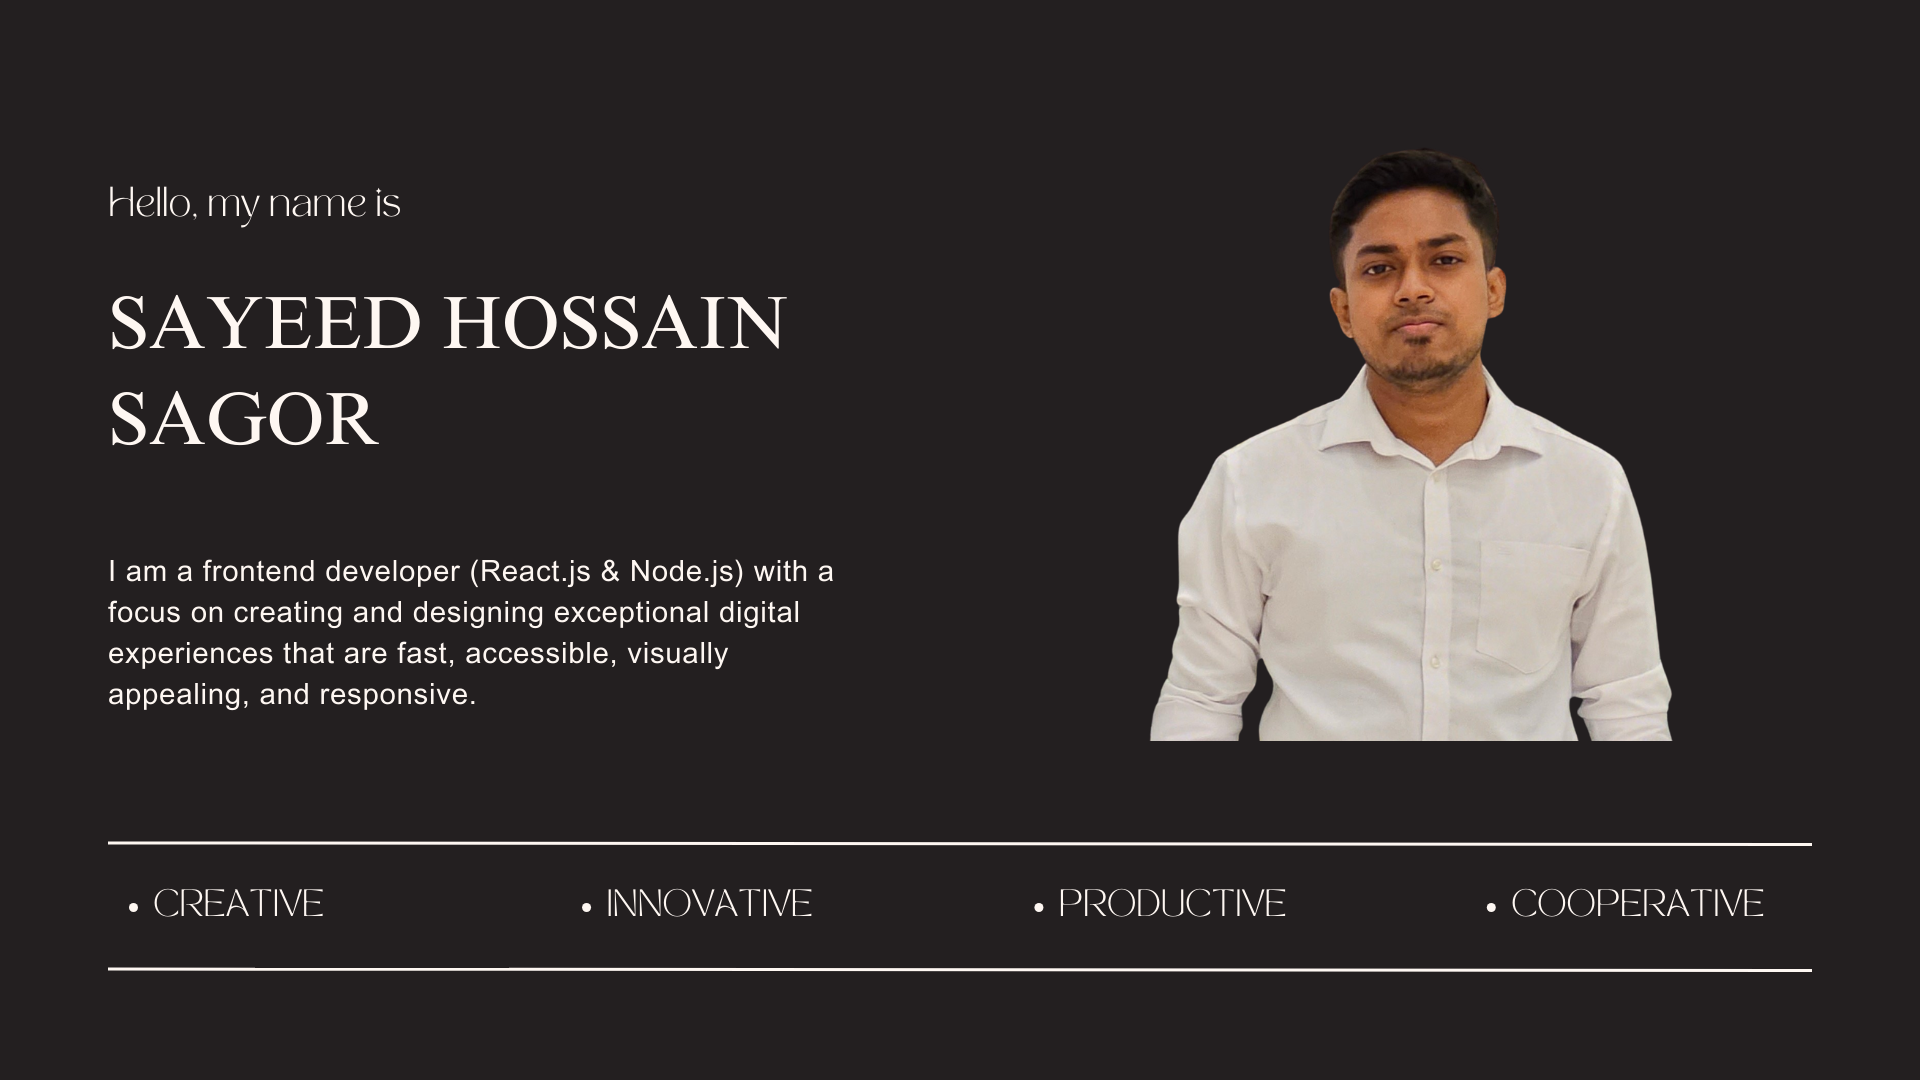 Hello, my name is
SAYEED HOSSAIN
SAGOR
I am a frontend developer (React.js & Node.js) with a
focus on creating and designing exceptional digital
experiences that are fast, accessible, visually
appealing, and responsive.
• CREATIVE • INNOVATIVE • PRODUCTIVE • COOPERATIVE